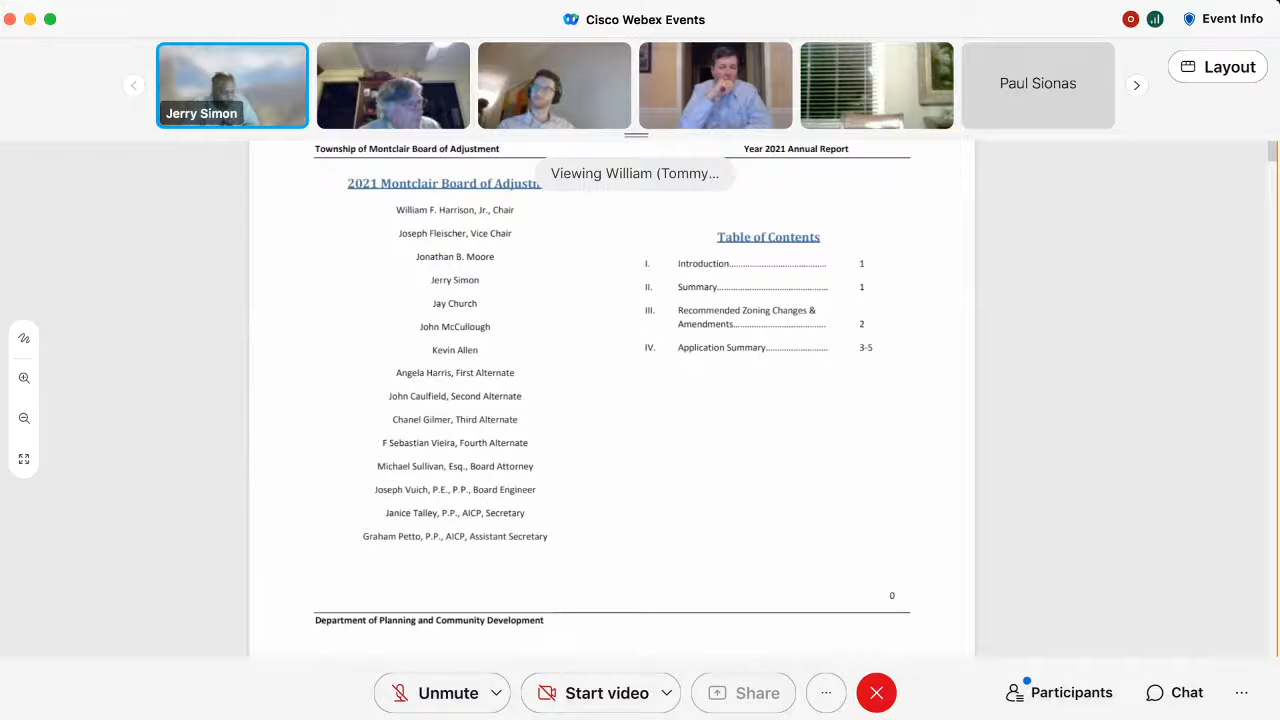 Cisco Webex Events
Event Info
Layout
Jerry Simon
Paul Sionas
Township of Montclair Board of Adjustment
Year 2021 Annual Report
Viewing William (Tommy...
2021 Montclair Board of Adjustn
William F. Harrison, Jr., Chair
Joseph Fleischer, Vice Chair
Jonathan B. Moore
Jerry Simon
Jay Church
John McCullough
Kevin Allen
Angela Harris, First Alternate
John Caulfield, Second Alternate
Chanel Gilmer, Third Alternate
F Sebastian Vieira, Fourth Alternate
Michael Sullivan, Esq., Board Attorney
Joseph Vuich, P.E., P.P., Board Engineer
Janice Talley, P.P., AICP, Secretary
Graham Petto, P.P., AICP, Assistant Secretary
Table of Contents
I. Introduction........................................ 1
II. Summary............................................ 1
III. Recommended Zoning Changes &
Amendments..................................... 2
IV. Application Summary.......................... 3-5
0
Department of Planning and Community Development
Unmute
Start video
Share
Participants
Chat